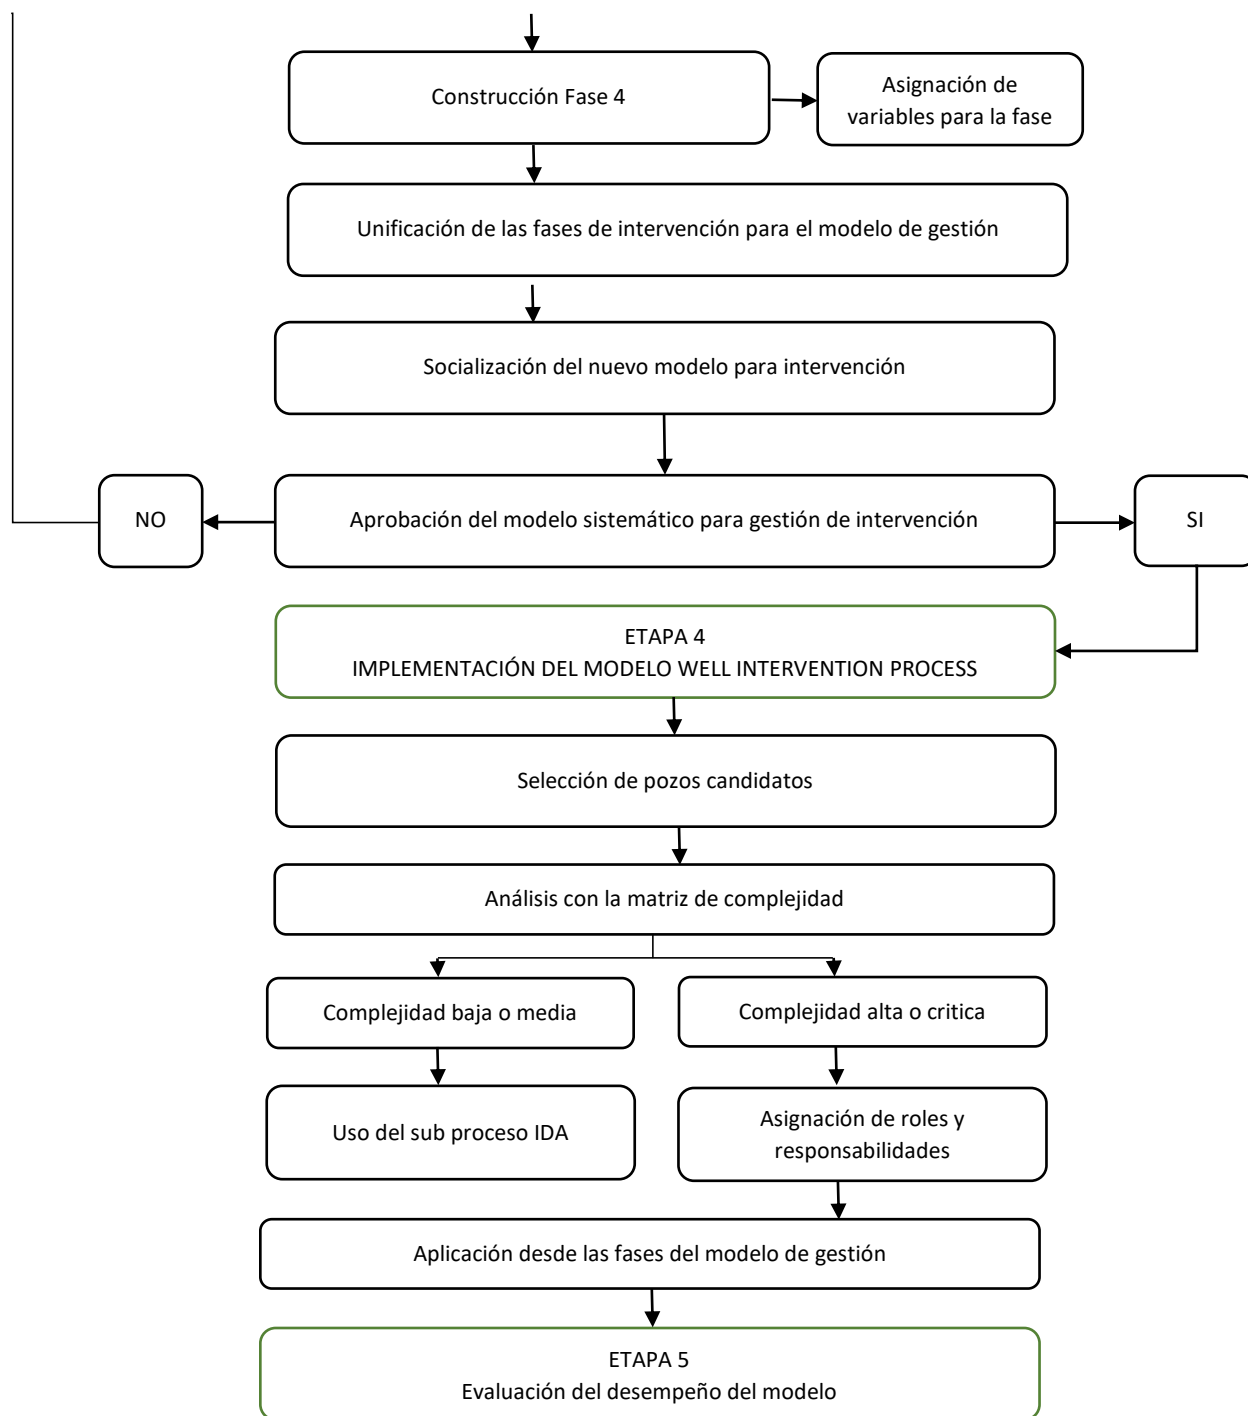 Construcción Fase 4
Asignación de
variables para la fase
Unificación de las fases de intervención para el modelo de gestión
Socialización del nuevo modelo para intervención
NO
Aprobación del modelo sistemático para gestión de intervención
SI
ETAPA 4
IMPLEMENTACIÓN DEL MODELO WELL INTERVENTION PROCESS
Selección de pozos candidatos
Análisis con la matriz de complejidad
Complejidad baja o media
Complejidad alta o critica
Uso del sub proceso IDA
Asignación de roles y
responsabilidades
Aplicación desde las fases del modelo de gestión
ETAPA 5
Evaluación del desempeño del modelo